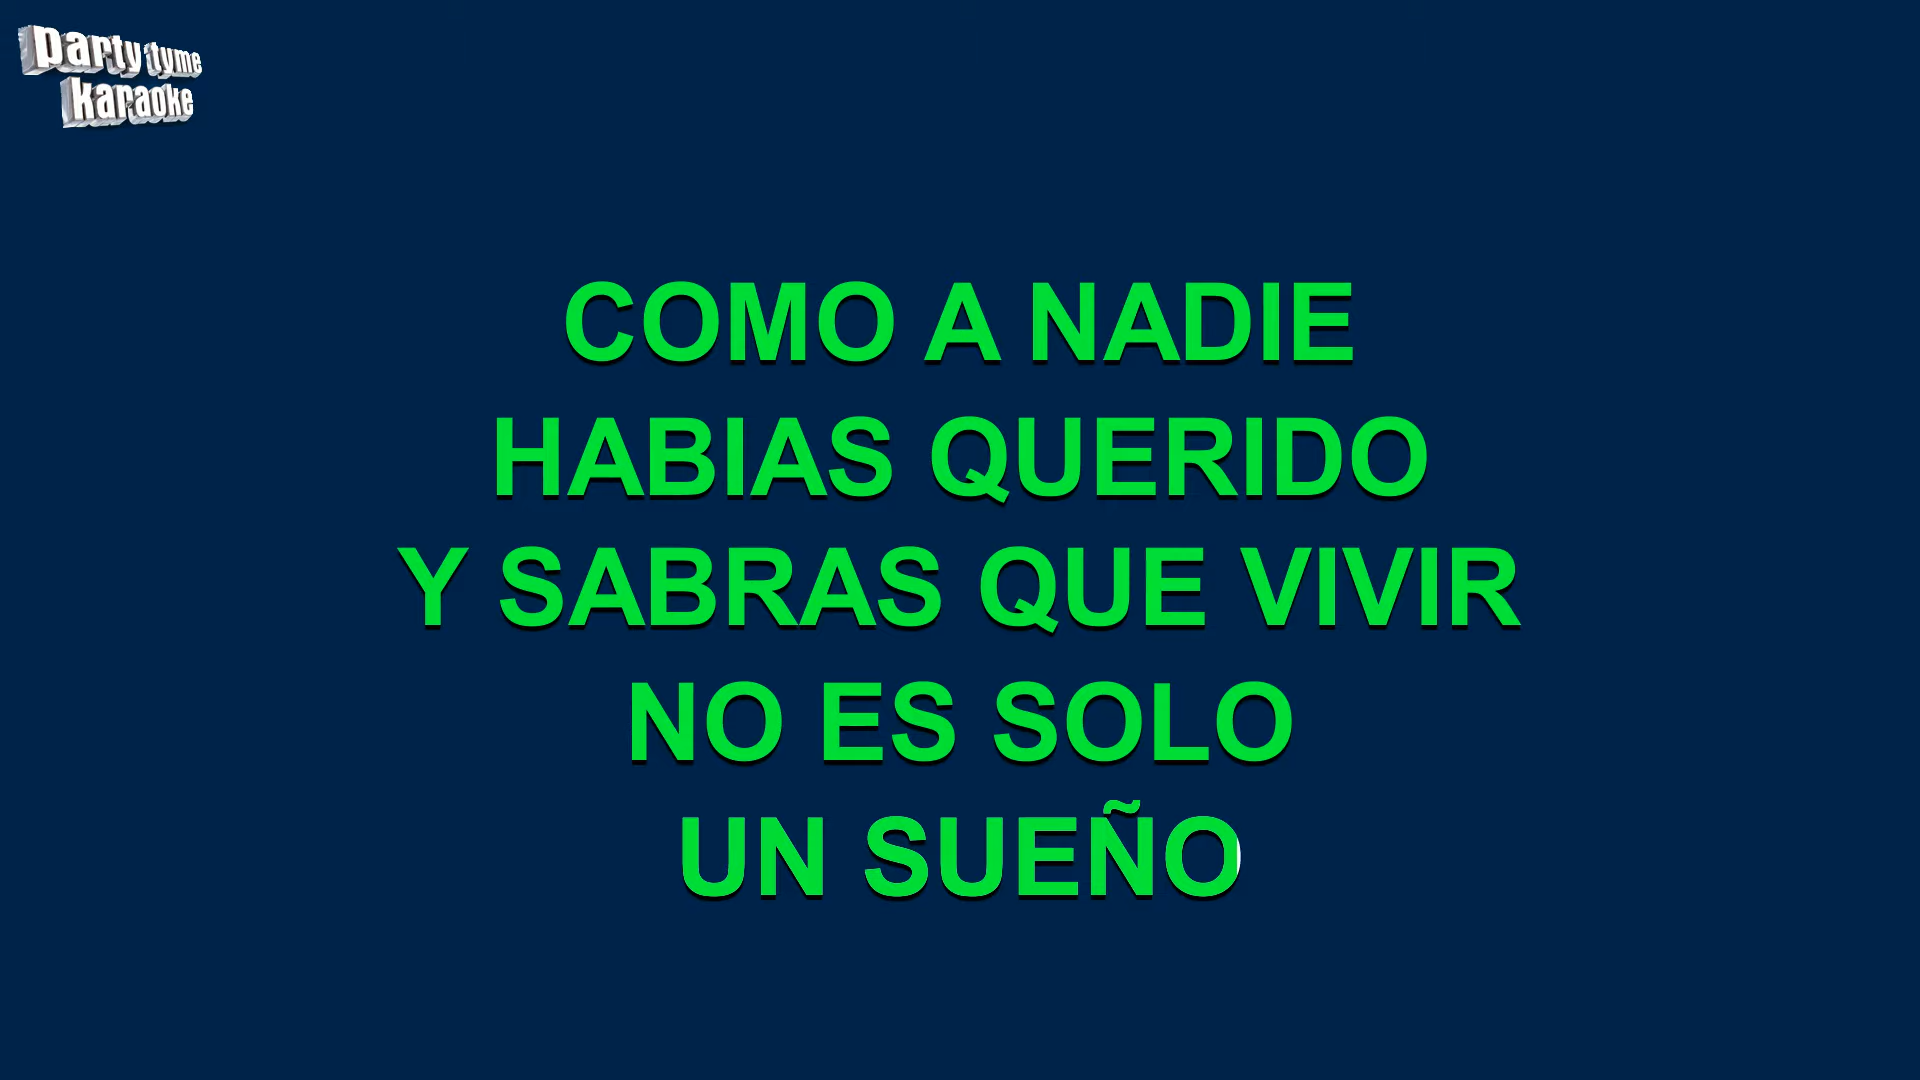 party tyme
karaoke
COMO A NADIE
HABIAS QUERIDO
Y SABRAS QUE VIVIR
NO ES SOLO
UN SUEÑO